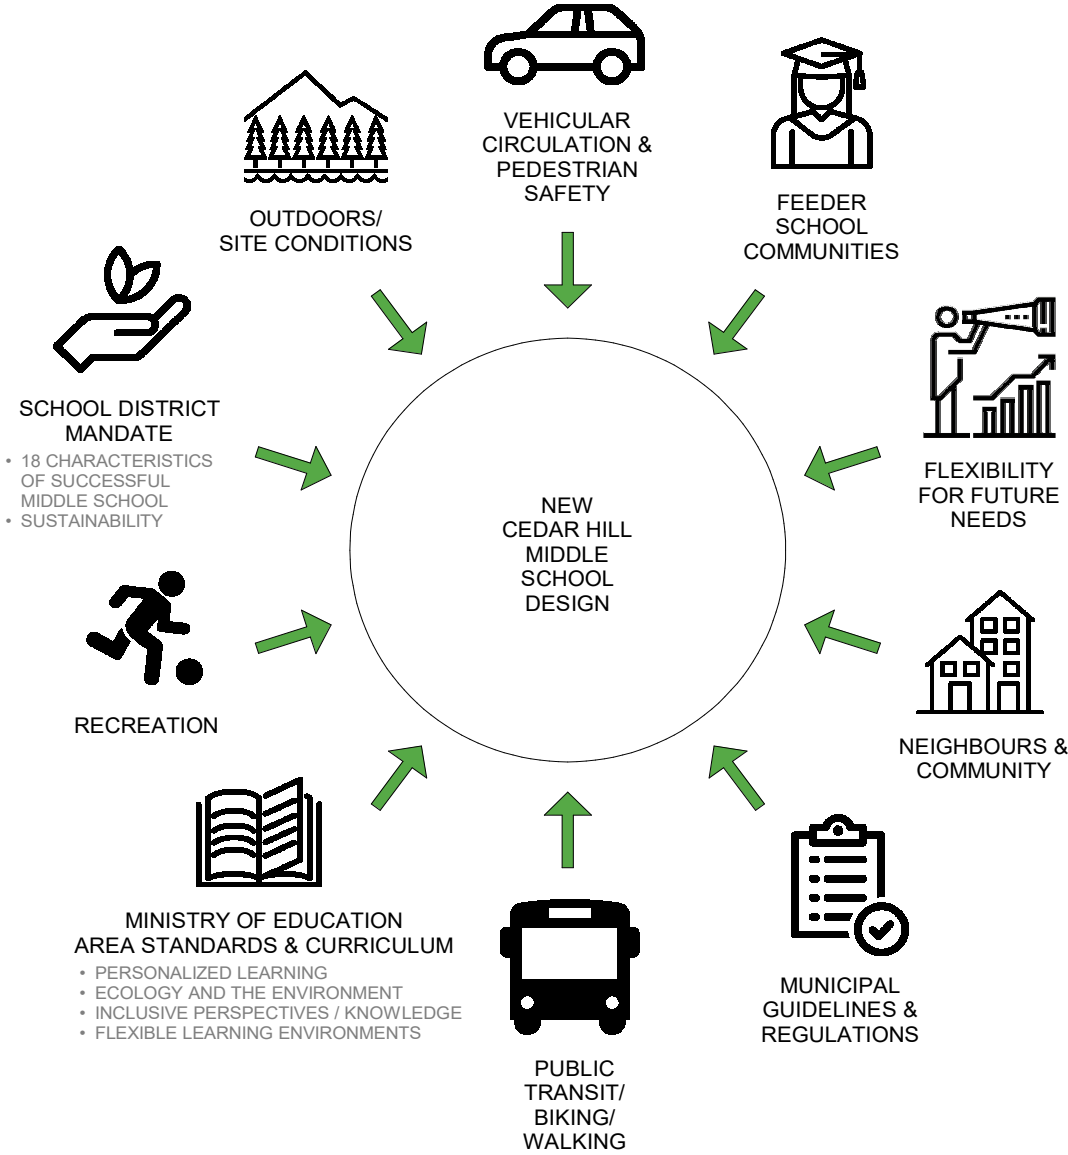 VEHICULAR
CIRCULATION &
PEDESTRIAN
SAFETY
FEEDER
SCHOOL
COMMUNITIES
OUTDOORS/
SITE CONDITIONS
SCHOOL DISTRICT
MANDATE
• 18 CHARACTERISTICS
OF SUCCESSFUL
MIDDLE SCHOOL
• SUSTAINABILITY
FLEXIBILITY
FOR FUTURE
NEEDS
NEW
CEDAR HILL
MIDDLE
SCHOOL
DESIGN
RECREATION
NEIGHBOURS &
COMMUNITY
MINISTRY OF EDUCATION
AREA STANDARDS & CURRICULUM
• PERSONALIZED LEARNING
• ECOLOGY AND THE ENVIRONMENT
• INCLUSIVE PERSPECTIVES / KNOWLEDGE
• FLEXIBLE LEARNING ENVIRONMENTS
MUNICIPAL
GUIDELINES &
REGULATIONS
PUBLIC
TRANSIT/
BIKING/
WALKING